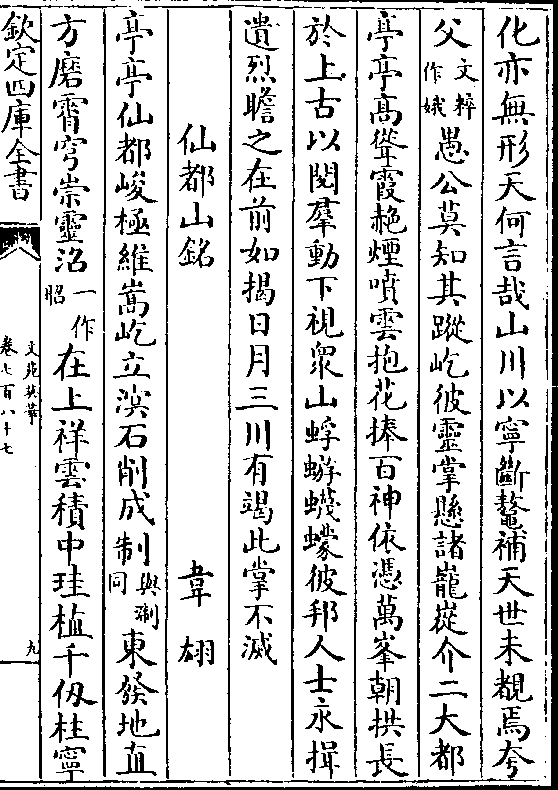 化亦無形天何言哉山川以寧斷鼇補天世未覩焉夸
父文粹作娥愚公莫知其蹤屹彼靈掌懸諸巃嵷介二大都
亭亭高聳霞赩煙噴雲抱花捧百神依憑萬峯朝拱長
於上古以閲羣動下視衆山蜉蝣蠛蠓彼邦人士永揖
遺烈瞻之在前如揭日月三川有竭此掌不滅
仙都山銘 韋翃
亭亭仙都峻極維嵩屹立溟石削成制與淛同東發地直
方磨霄穹崇靈沼一作昭在上祥雲積中珪植千仭柱寧
欽定四庫全書
文苑英華
卷七百八十七
九